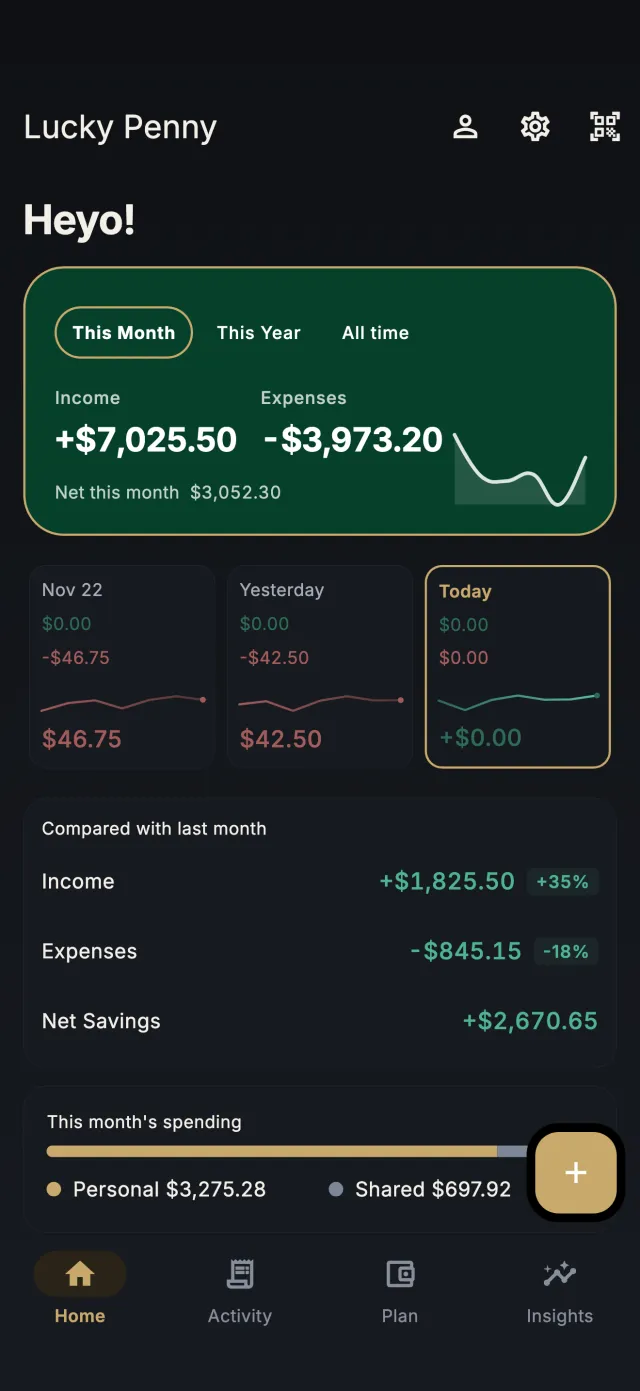 Lucky Penny
Heyo!
This Month This Year All time
Income Expenses
+$7,025.50 -$3,973.20
Net this month $3,052.30
Nov 22
$0.00
-$46.75
$46.75
Yesterday
$0.00
-$42.50
$42.50
Today
$0.00
$0.00
+$0.00
Compared with last month
Income +$1,825.50 +35%
Expenses -$845.15 -18%
Net Savings +$2,670.65
This month's spending
Personal $3,275.28 Shared $697.92
+
Home Activity Plan Insights